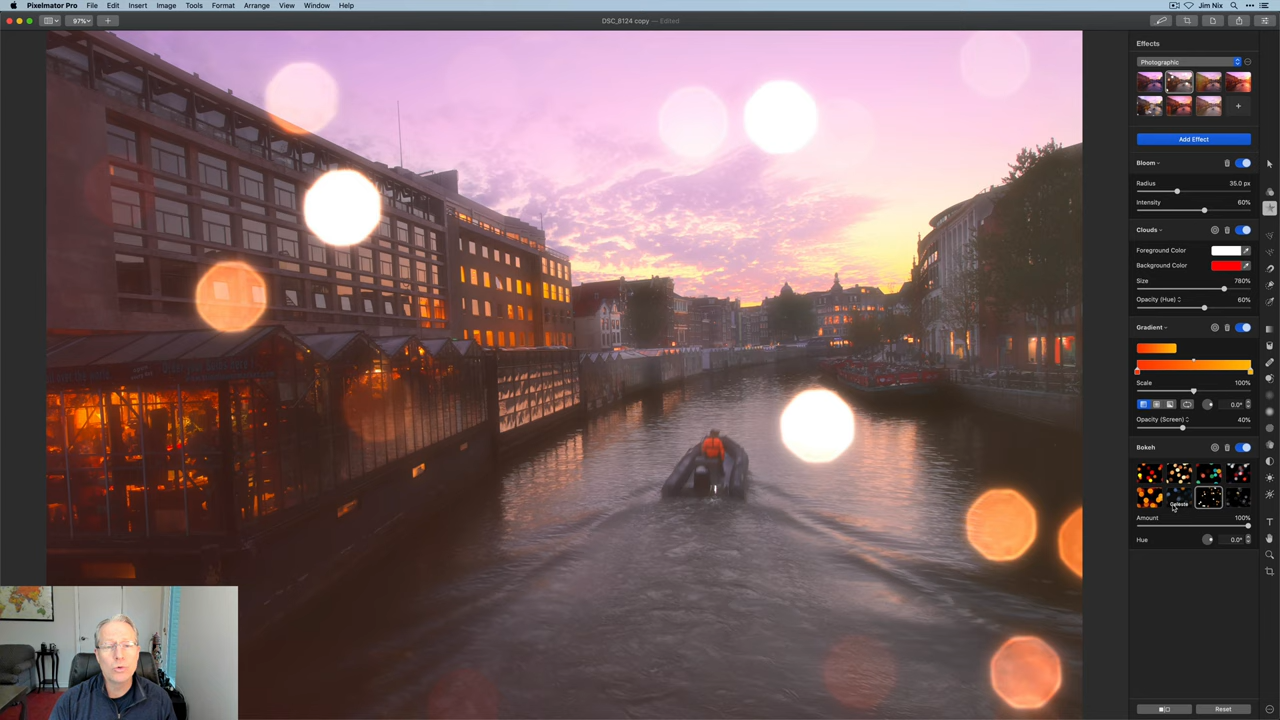 Pixelmator Pro File Edit Insert Image Tools Format Arrange View Window Help Jim Nix
97% DSC_8124 copy — Edited
Effects
Photographic
Add Effect
Bloom
Radius 35.0 px
Intensity 60%
Clouds
Foreground Color
Background Color
Size 780%
Opacity (Hue) 60%
Gradient
Scale 100%
0.0°
Opacity (Screen) 40%
Bokeh
Celeste
Amount 100%
Hue 0.0°
Reset